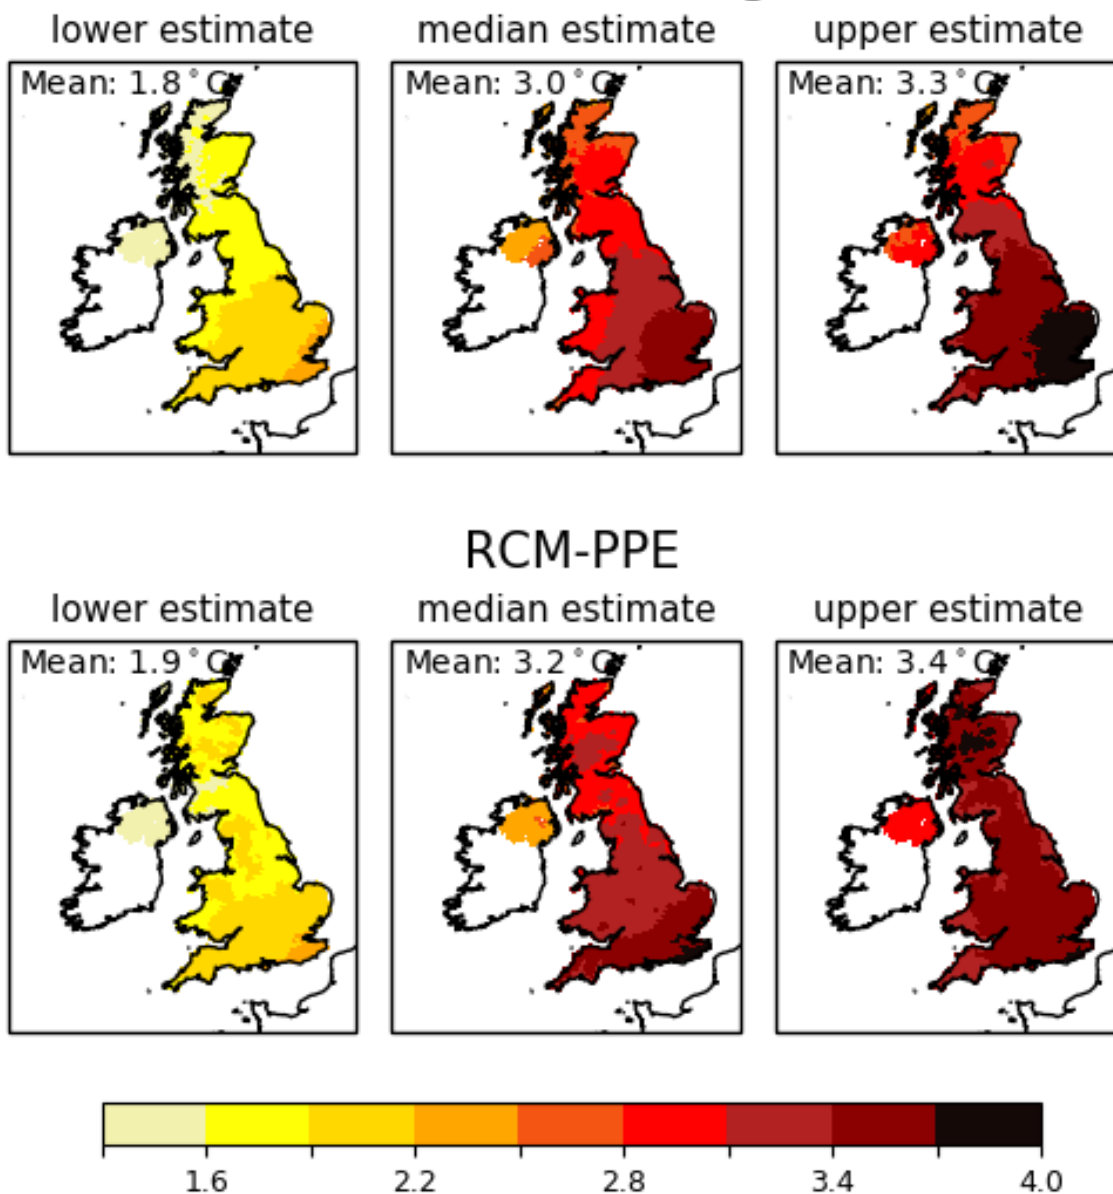 lower estimate median estimate upper estimate
Mean: 1.8°C Mean: 3.0°C Mean: 3.3°C
RCM-PPE
lower estimate median estimate upper estimate
Mean: 1.9°C Mean: 3.2°C Mean: 3.4°C
1.6 2.2 2.8 3.4 4.0